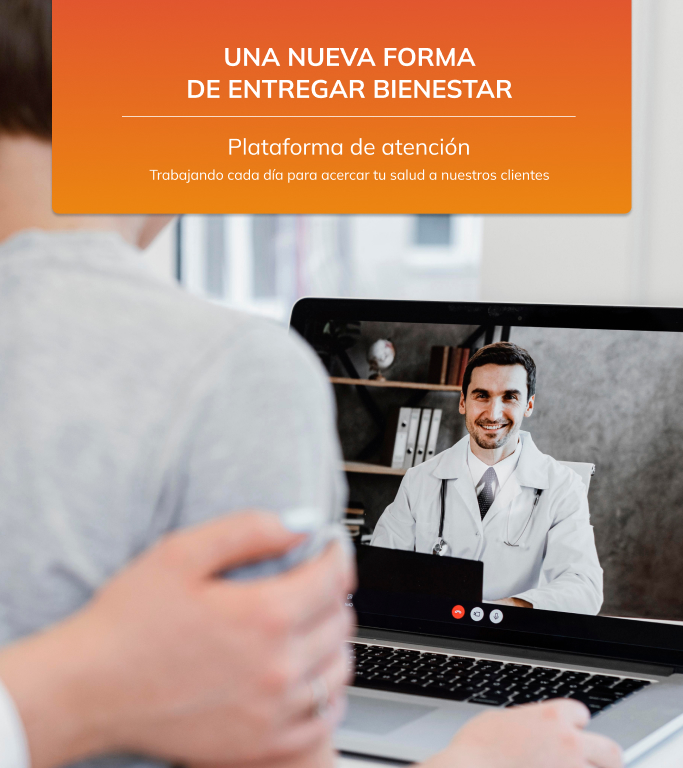 UNA NUEVA FORMA
DE ENTREGAR BIENESTAR
Plataforma de atención
Trabajando cada día para acercar tu salud a nuestros clientes